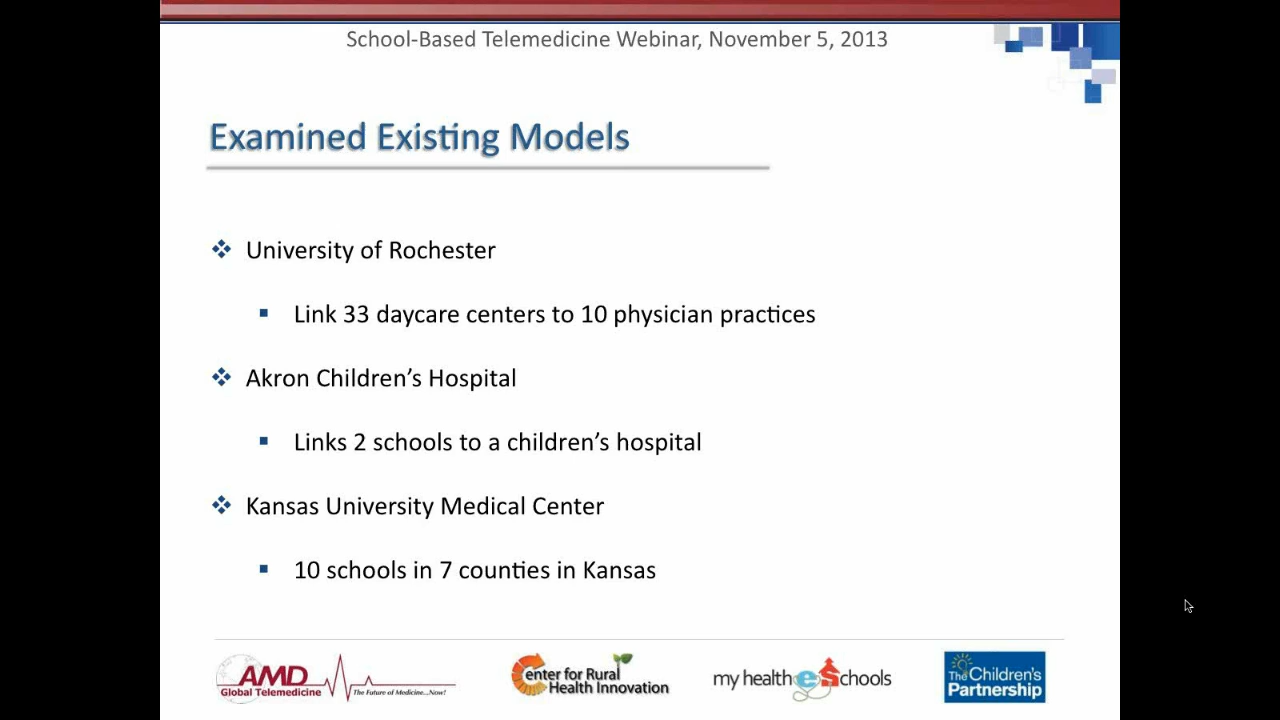 School-Based Telemedicine Webinar, November 5, 2013
Examined Existing Models
University of Rochester
Link 33 daycare centers to 10 physician practices
Akron Children’s Hospital
Links 2 schools to a children’s hospital
Kansas University Medical Center
10 schools in 7 counties in Kansas
AMD
Global Telemedicine
The Future of Medicine...Now!
Center for Rural
Health Innovation
my healtheSchools
The Children's
Partnership